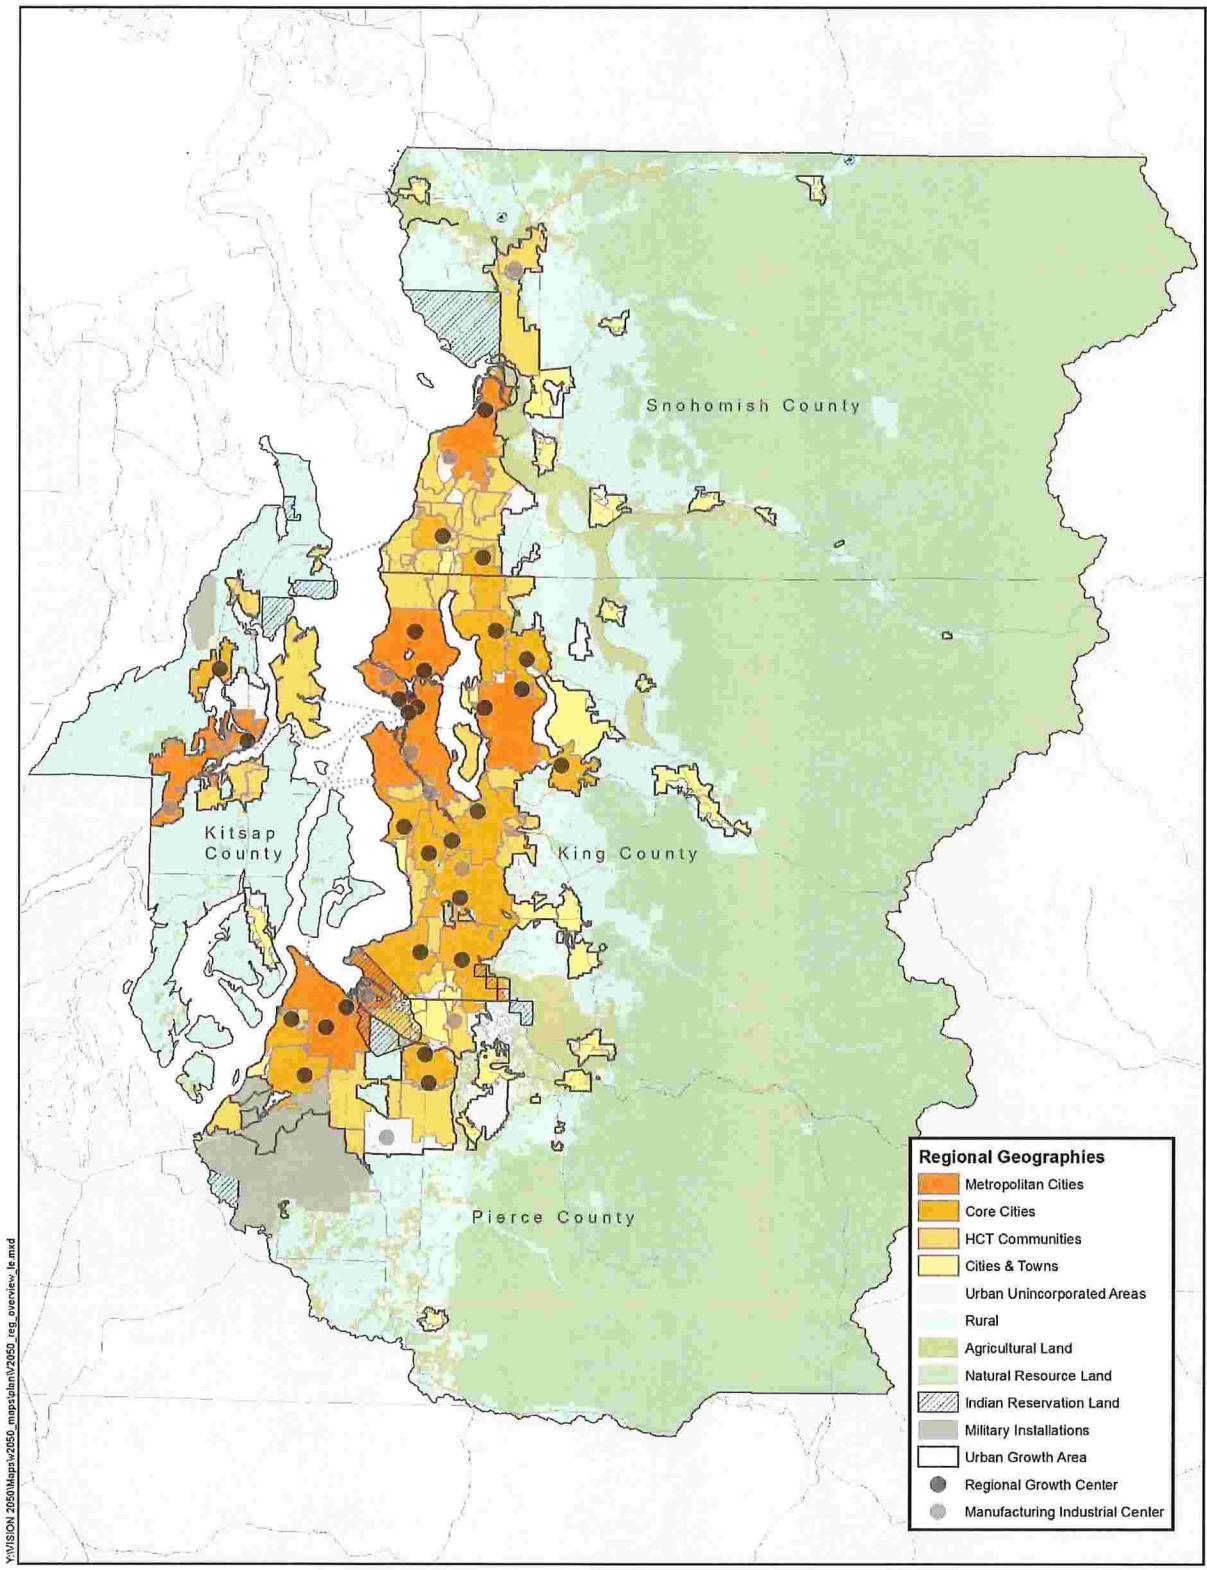 Snohomish County
Kitsap
County
King County
Pierce County
Regional Geographies
Metropolitan Cities
Core Cities
HCT Communities
Cities & Towns
Urban Unincorporated Areas
Rural
Agricultural Land
Natural Resource Land
Indian Reservation Land
Military Installations
Urban Growth Area
Regional Growth Center
Manufacturing Industrial Center
Y:\VISION 2050\Maps\v2050_maps\plan\V2050_reg_overview_le.mxd